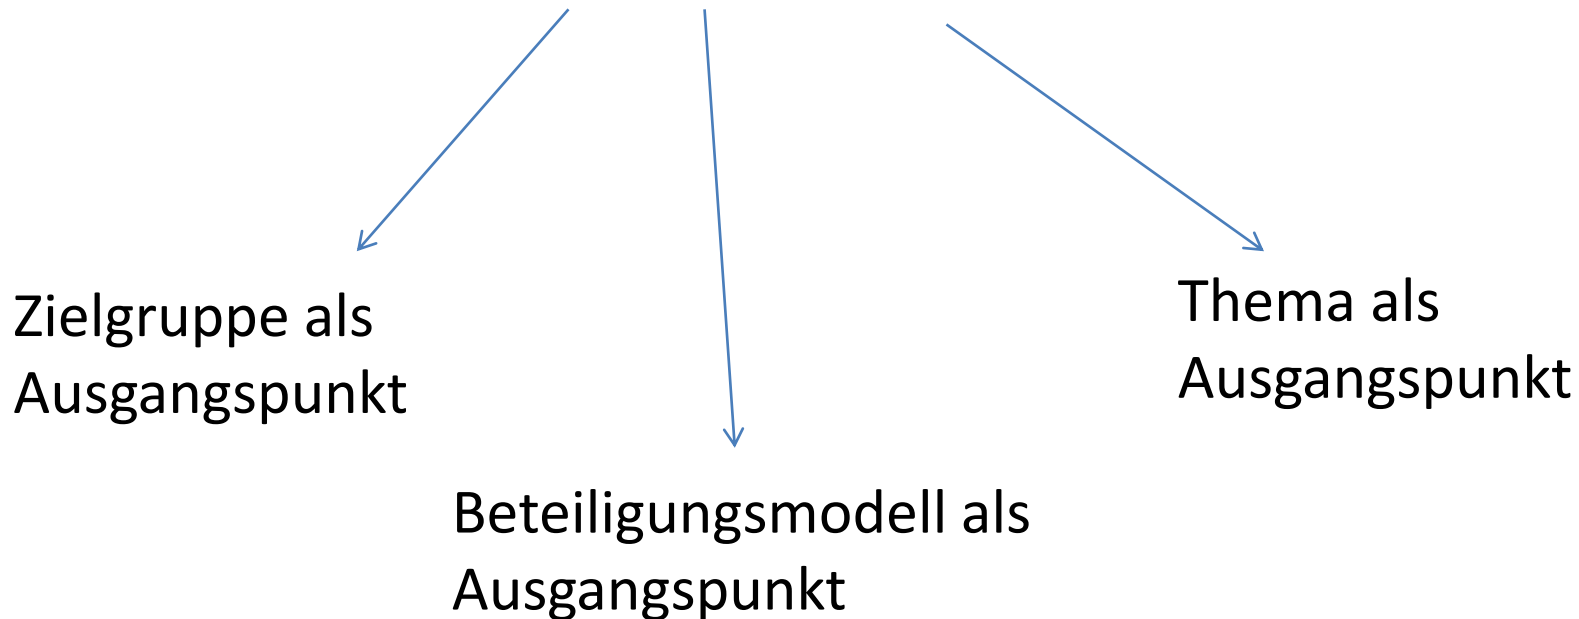 Zielgruppe als
Ausgangspunkt
Beteiligungsmodell als
Ausgangspunkt
Thema als
Ausgangspunkt